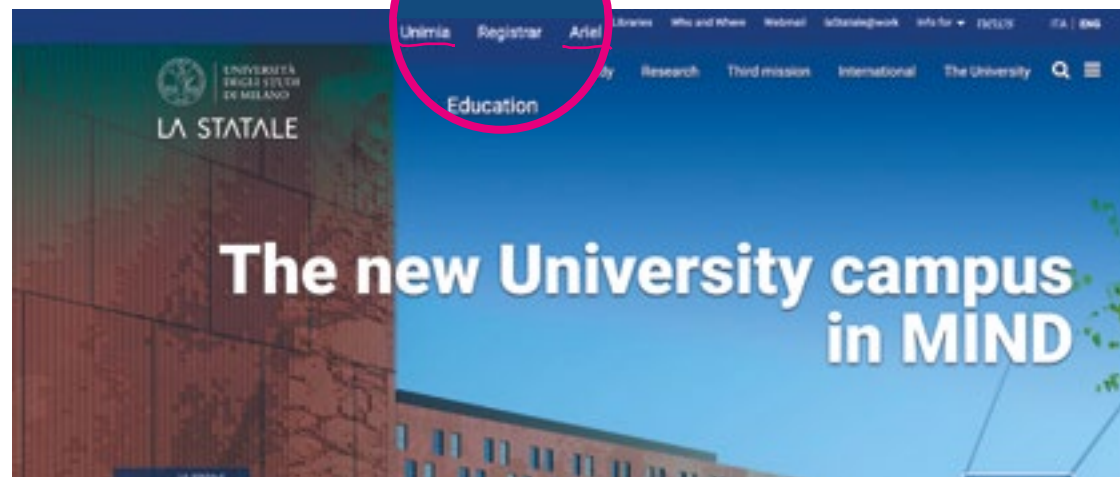 Unimia Registrar Ariel Libraries Who and Where Webmail laStatale@work Info for ITA | ENG
UNIVERSITÀ
DEGLI STUDI
DI MILANO
LA STATALE
Research Third mission International The University
Education
The new University campus
in MIND